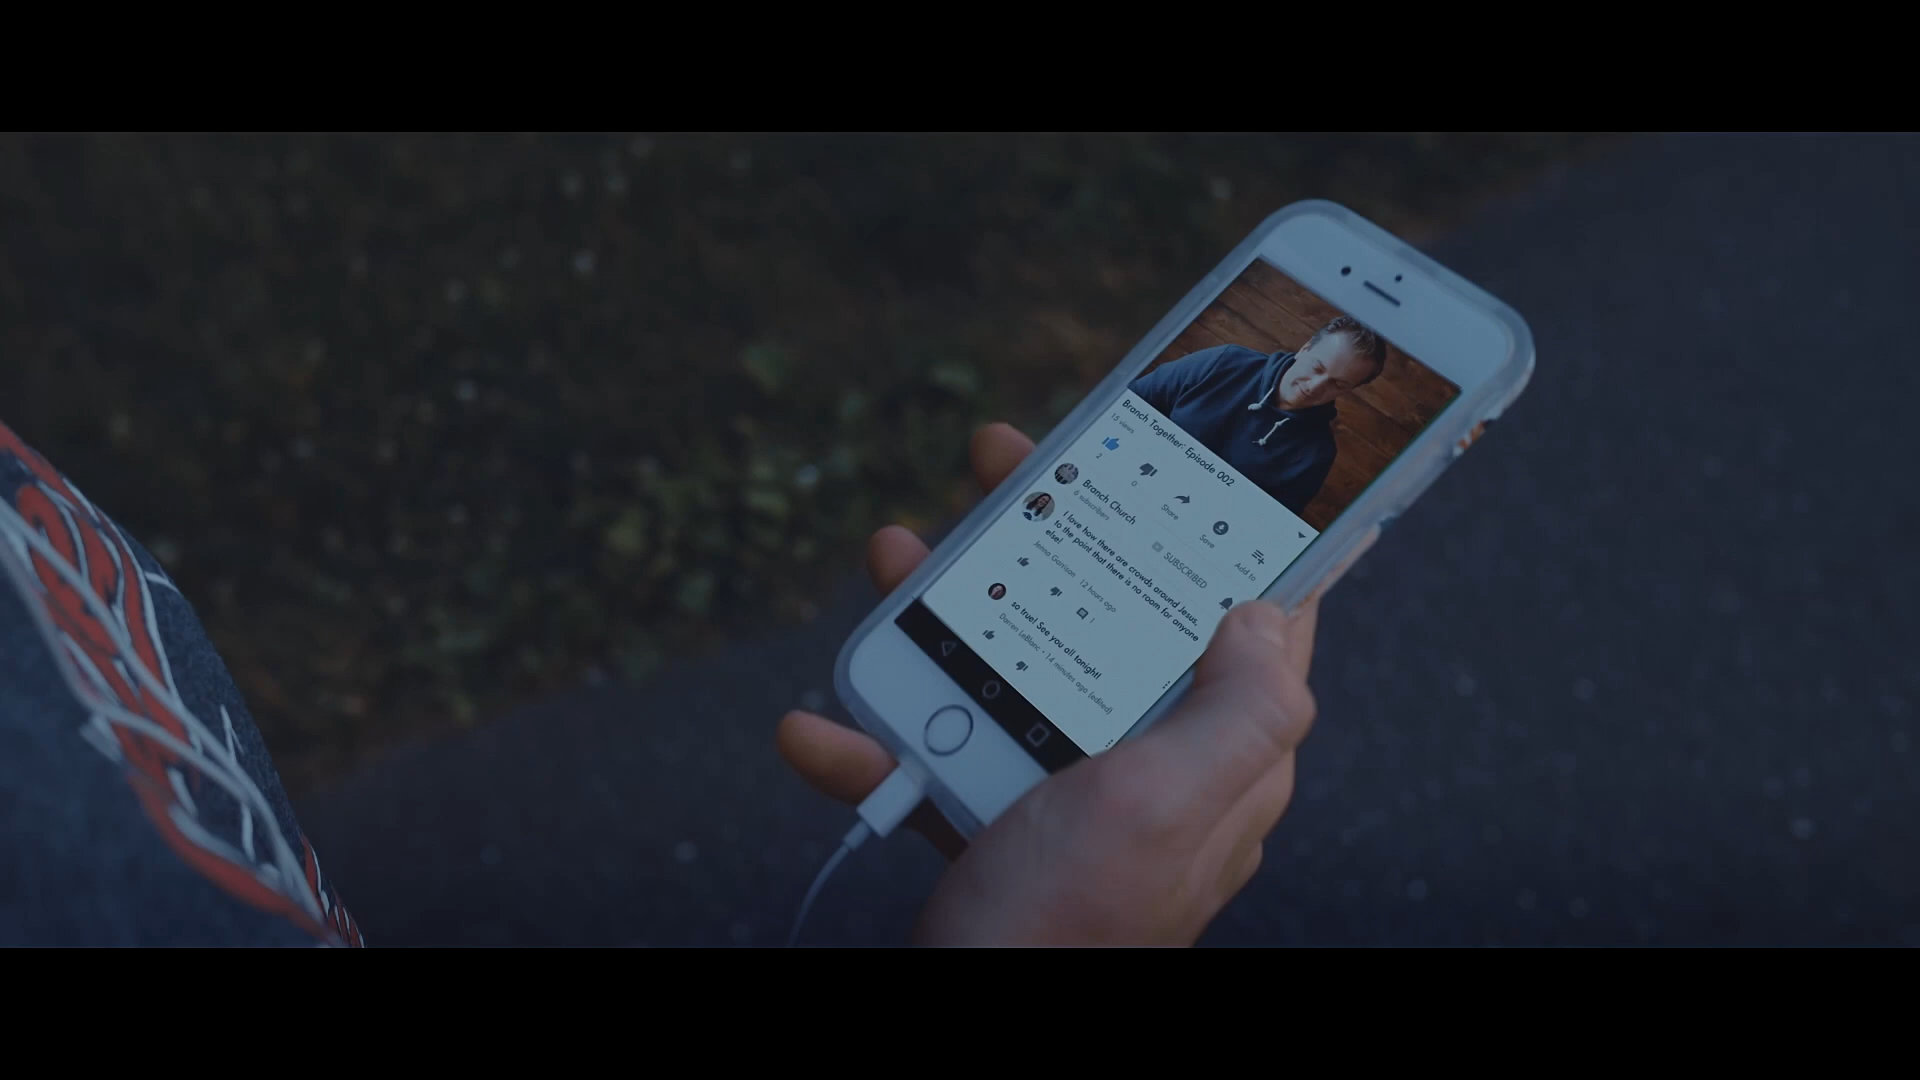 Branch Together: Episode 002
15 views
2
0
Share
Save
Add to
Branch Church
6 subscribers
SUBSCRIBED
I love how there are crowds around Jesus,
to the point that there is no room for anyone
else!
Jenna Garrison 12 hours ago
1
so true! See you all tonight!
Darren LeBlanc • 14 minutes ago (edited)